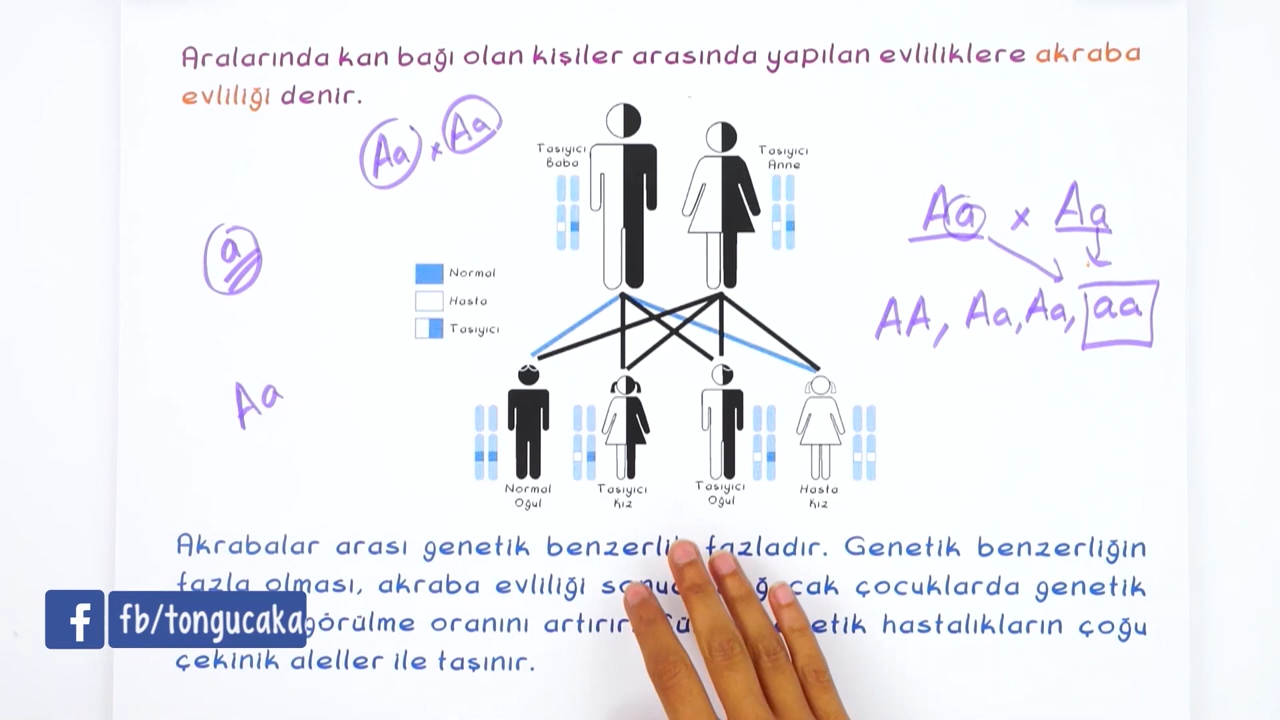 Aralarında kan bağı olan kişiler arasında yapılan evliliklere akraba
evliliği denir.
Aa x Aa
Taşıyıcı
Baba
Taşıyıcı
Anne
a
Aa x Aa
Normal
Hasta
Taşıyıcı
AA, Aa, Aa, aa
Aa
Normal
Oğul
Taşıyıcı
Kız
Taşıyıcı
Oğul
Hasta
Kız
Akrabalar arası genetik benzerlik fazladır. Genetik benzerliğin
fazla olması, akraba evliliği çocuklarda genetik
görülme oranını hastalıkların çoğu
çekinik aleller ile taşınır.
f fb/tongucaka